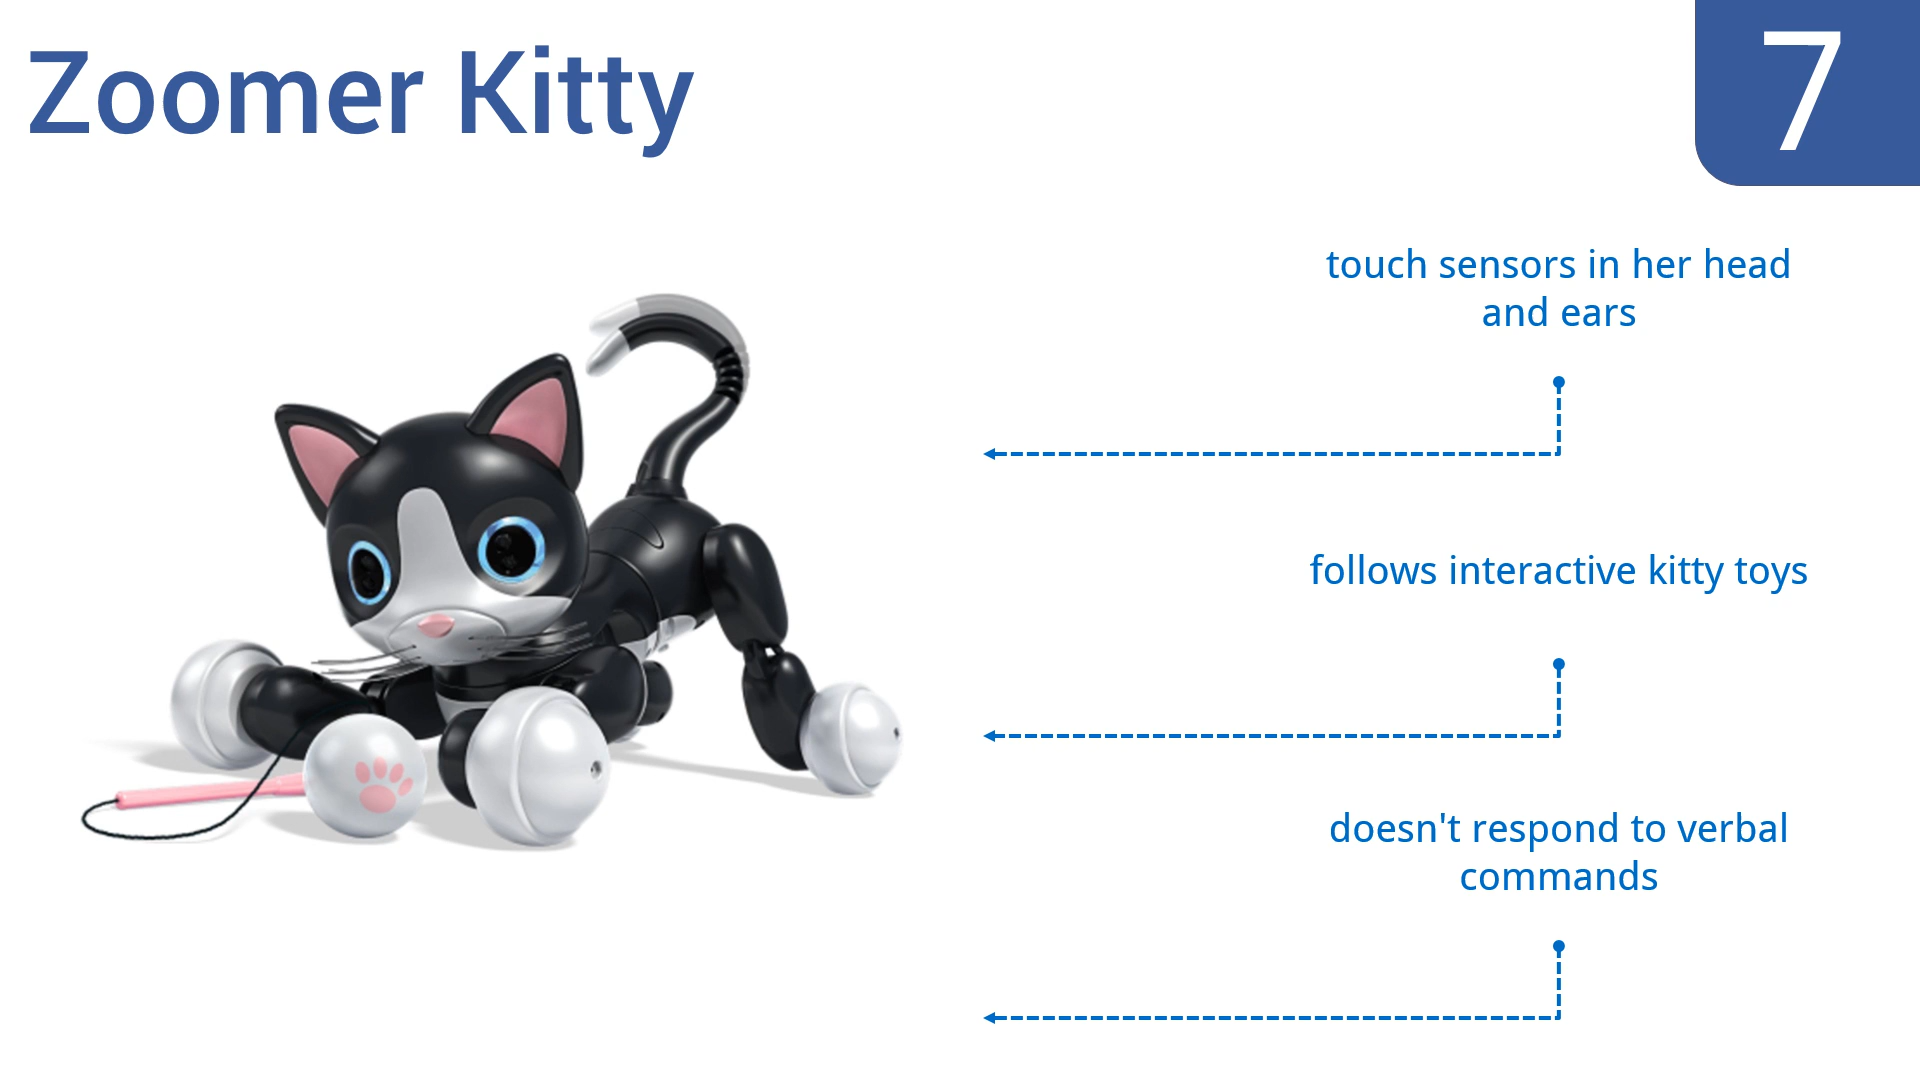 Zoomer Kitty
7
touch sensors in her head
and ears
follows interactive kitty toys
doesn't respond to verbal
commands